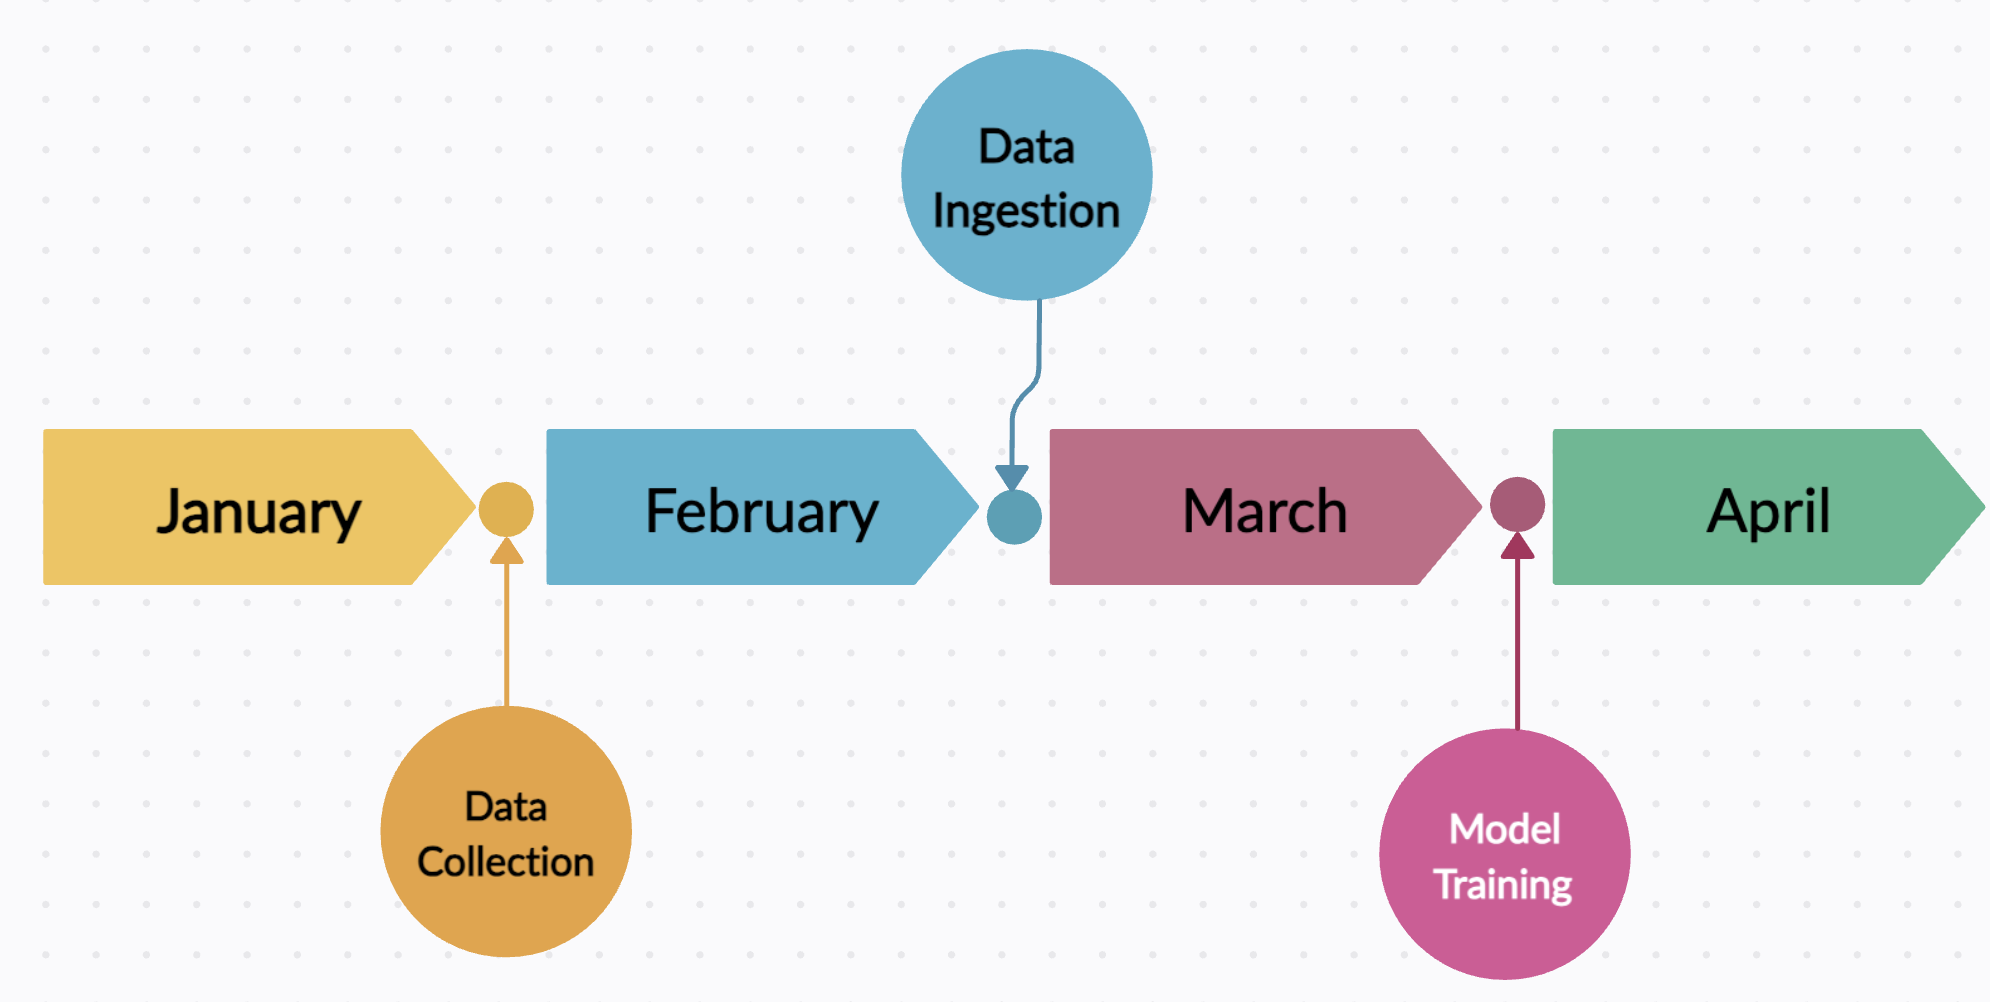 Data
Ingestion
January
February
March
April
Data
Collection
Model
Training